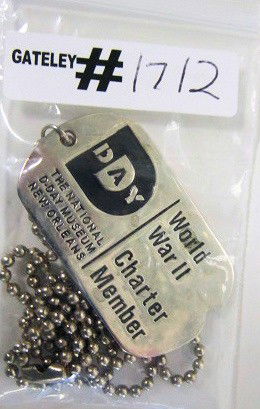 GATELEY #1712
D DAY
THE NATIONAL
D-DAY MUSEUM
NEW ORLEANS
World
War II
Charter
Member